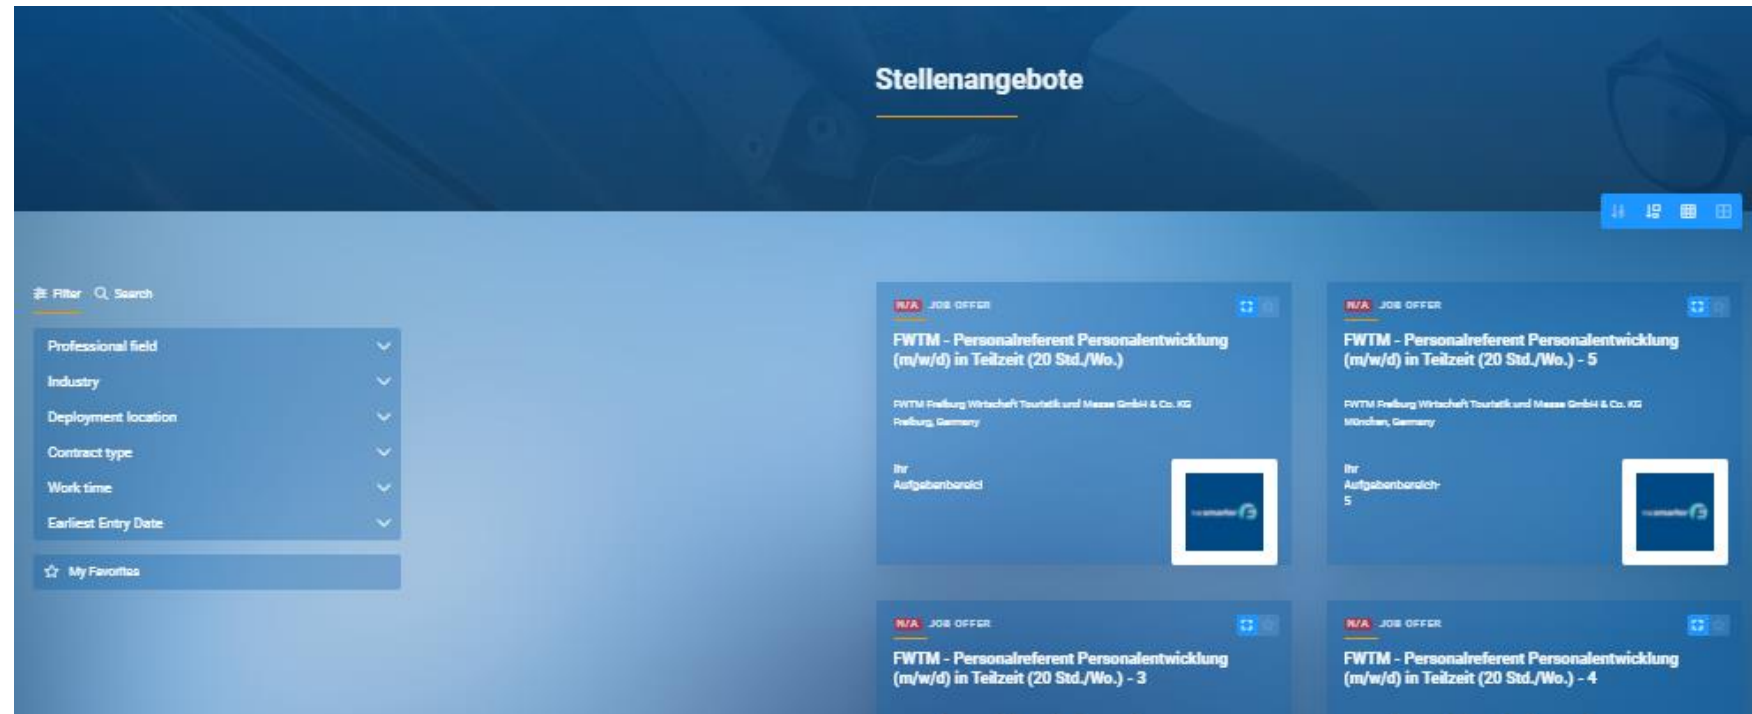 Stellenangebote
Filter
Search
Professional field
Industry
Deployment location
Contract type
Work time
Earliest Entry Date
My Favorites
N/A JOB OFFER
FWTM - Personalreferent Personalentwicklung
(m/w/d) in Teilzeit (20 Std./Wo.)
FWTM Freiburg Wirtschaft Touristik und Messe GmbH & Co. KG
Freiburg, Germany
Ihr
Aufgabenbereich
N/A JOB OFFER
FWTM - Personalreferent Personalentwicklung
(m/w/d) in Teilzeit (20 Std./Wo.) - 5
FWTM Freiburg Wirtschaft Touristik und Messe GmbH & Co. KG
München, Germany
Ihr
Aufgabenbereich-
5
N/A JOB OFFER
FWTM - Personalreferent Personalentwicklung
(m/w/d) in Teilzeit (20 Std./Wo.) - 3
N/A JOB OFFER
FWTM - Personalreferent Personalentwicklung
(m/w/d) in Teilzeit (20 Std./Wo.) - 4